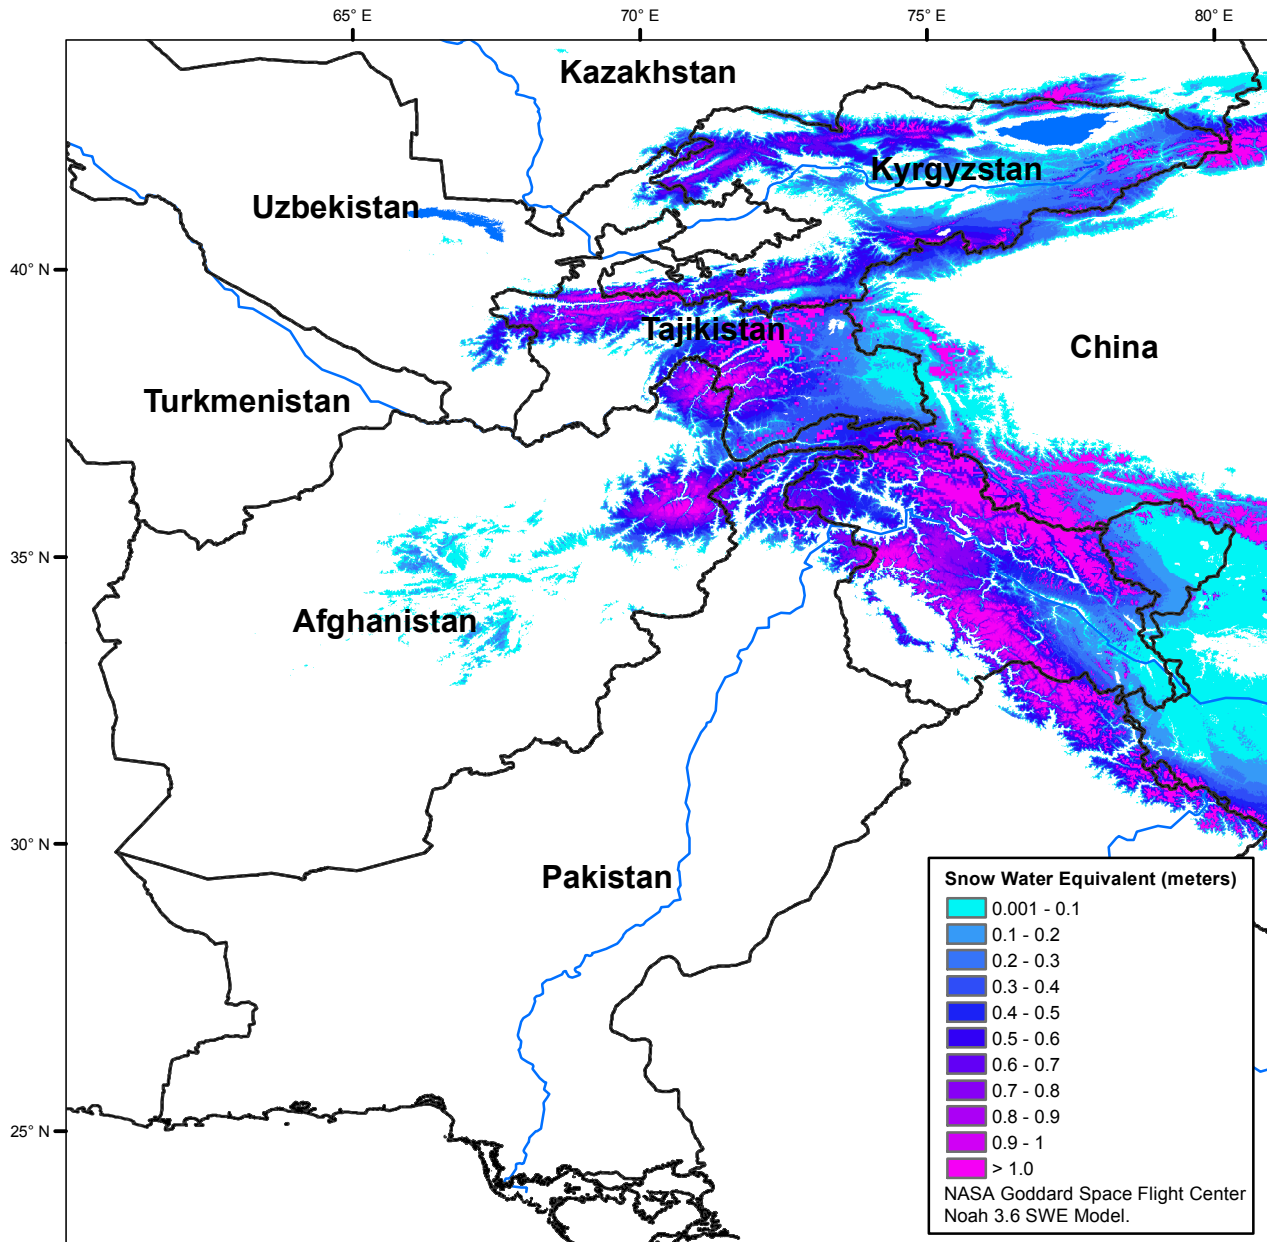 65° E
70° E
75° E
80° E
Kazakhstan
Kyrgyzstan
Uzbekistan
40° N
Tajikistan
China
Turkmenistan
35° N
Afghanistan
30° N
Pakistan
25° N
Snow Water Equivalent (meters)
0.001 - 0.1
0.1 - 0.2
0.2 - 0.3
0.3 - 0.4
0.4 - 0.5
0.5 - 0.6
0.6 - 0.7
0.7 - 0.8
0.8 - 0.9
0.9 - 1
> 1.0
NASA Goddard Space Flight Center
Noah 3.6 SWE Model.